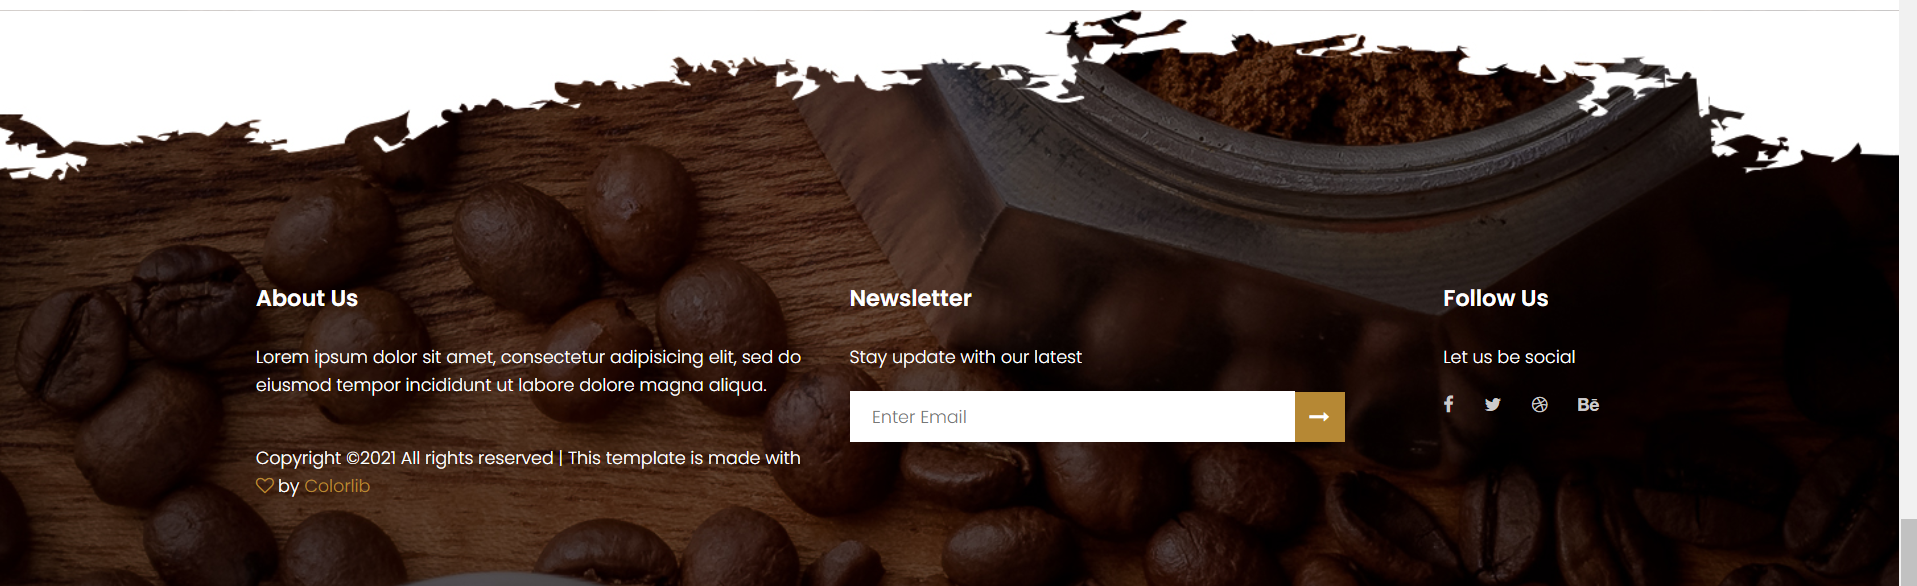 About Us
Lorem ipsum dolor sit amet, consectetur adipisicing elit, sed do
eiusmod tempor incididunt ut labore dolore magna aliqua.
Copyright ©2021 All rights reserved | This template is made with
♡ by Colorlib
Newsletter
Stay update with our latest
Enter Email
Follow Us
Let us be social
Bē